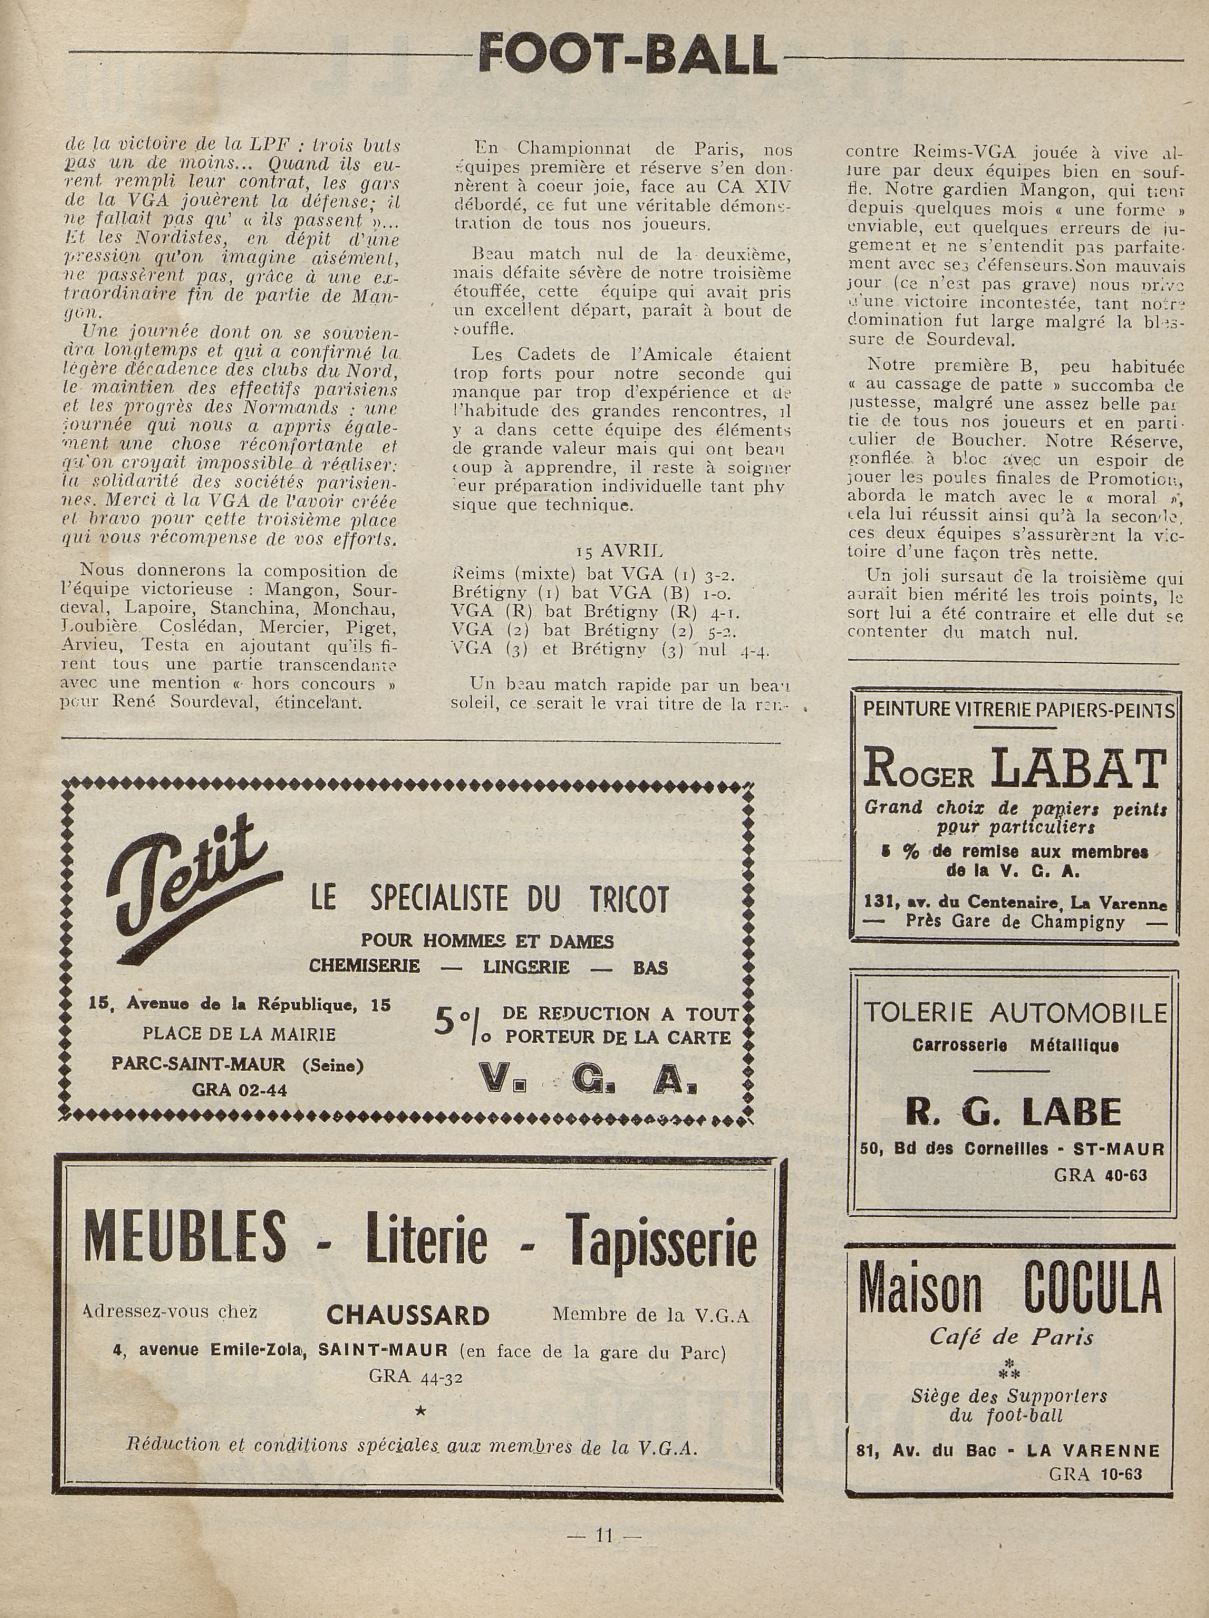 FOOT-BALL
de la victoire de la LPF : trois buts
pas un de moins... Quand ils eu-
rent rempli leur contrat, les gars
de la VGA jouèrent la défense; il
ne fallait pas qu' « ils passent »...
Et les Nordistes, en dépit d'une
pression qu'on imagine aisément,
ne passèrent pas, grâce à une ex-
traordinaire fin de partie de Man-
gon.
Une journée dont on se souvien-
dra longtemps et qui a confirmé la
légère décadence des clubs du Nord,
le maintien des effectifs parisiens
et les progrès des Normands : une
journée qui nous a appris égale-
ment une chose réconfortante et
qu'on croyait impossible à réaliser:
la solidarité des sociétés parisien-
nes. Merci à la VGA de l'avoir créée
et bravo pour cette troisième place
qui vous récompense de vos efforts.
Nous donnerons la composition de
l'équipe victorieuse : Mangon, Sour-
deval, Lapoire, Stanchina, Monchau,
Loubière Coslédan, Mercier, Piget,
Arvieu, Testa en ajoutant qu'ils fi-
rent tous une partie transcendante
avec une mention « hors concours »
pour René Sourdeval, étincelant.
En Championnat de Paris, nos
équipes première et réserve s'en don-
nèrent à coeur joie, face au CA XIV
débordé, ce fut une véritable démons-
tration de tous nos joueurs.
Beau match nul de la deuxième,
mais défaite sévère de notre troisième
étouffée, cette équipe qui avait pris
un excellent départ, parait à bout de
souffle.
Les Cadets de l'Amicale étaient
trop forts pour notre seconde qui
manque par trop d'expérience et de
l'habitude des grandes rencontres, il
y a dans cette équipe des éléments
de grande valeur mais qui ont beau
coup à apprendre, il reste à soigner
leur préparation individuelle tant phy
sique que technique.
15 AVRIL
Reims (mixte) bat VGA (1) 3-2.
Brétigny (1) bat VGA (B) 1-0.
VGA (R) bat Brétigny (R) 4-1.
VGA (2) bat Brétigny (2) 5-2.
VGA (3) et Brétigny (3) nul 4-4.
Un beau match rapide par un beau
soleil, ce serait le vrai titre de la ren-
contre Reims-VGA jouée à vive al-
lure par deux équipes bien en souf-
fle. Notre gardien Mangon, qui tient
depuis quelques mois « une forme »
enviable, eut quelques erreurs de ju-
gement et ne s'entendit pas parfaite-
ment avec ses défenseurs.Son mauvais
jour (ce n'est pas grave) nous prive
d'une victoire incontestée, tant notre
domination fut large malgré la bles-
sure de Sourdeval.
Notre première B, peu habituée
« au cassage de patte » succomba de
justesse, malgré une assez belle par
tie de tous nos joueurs et en parti-
culier de Boucher. Notre Réserve,
gonflée à bloc avec un espoir de
jouer les poules finales de Promotion,
aborda le match avec le « moral »,
cela lui réussit ainsi qu'à la seconde,
ces deux équipes s'assurèrent la vic-
toire d'une façon très nette.
Un joli sursaut de la troisième qui
aurait bien mérité les trois points, le
sort lui a été contraire et elle dut se
contenter du match nul.
Petit
LE SPECIALISTE DU TRICOT
POUR HOMMES ET DAMES
CHEMISERIE — LINGERIE — BAS
15, Avenue de la République, 15
PLACE DE LA MAIRIE
PARC-SAINT-MAUR (Seine)
GRA 02-44
5% DE REDUCTION A TOUT
PORTEUR DE LA CARTE
V. G. A.
MEUBLES - Literie - Tapisserie
Adressez-vous chez CHAUSSARD Membre de la V.G.A
4, avenue Emile-Zola, SAINT-MAUR (en face de la gare du Parc)
GRA 44-32
★
Réduction et conditions spéciales aux membres de la V.G.A.
PEINTURE VITRERIE PAPIERS-PEINTS
ROGER LABAT
Grand choix de papiers peints
pour particuliers
5 % de remise aux membres
de la V. G. A.
131, av. du Centenaire, La Varenne
— Près Gare de Champigny —
TOLERIE AUTOMOBILE
Carrosserie Métallique
R. G. LABE
50, Bd des Corneilles - ST-MAUR
GRA 40-63
Maison COCULA
Café de Paris
***
Siège des Supporters
du foot-ball
81, Av. du Bac - LA VARENNE
GRA 10-63
— 11 —